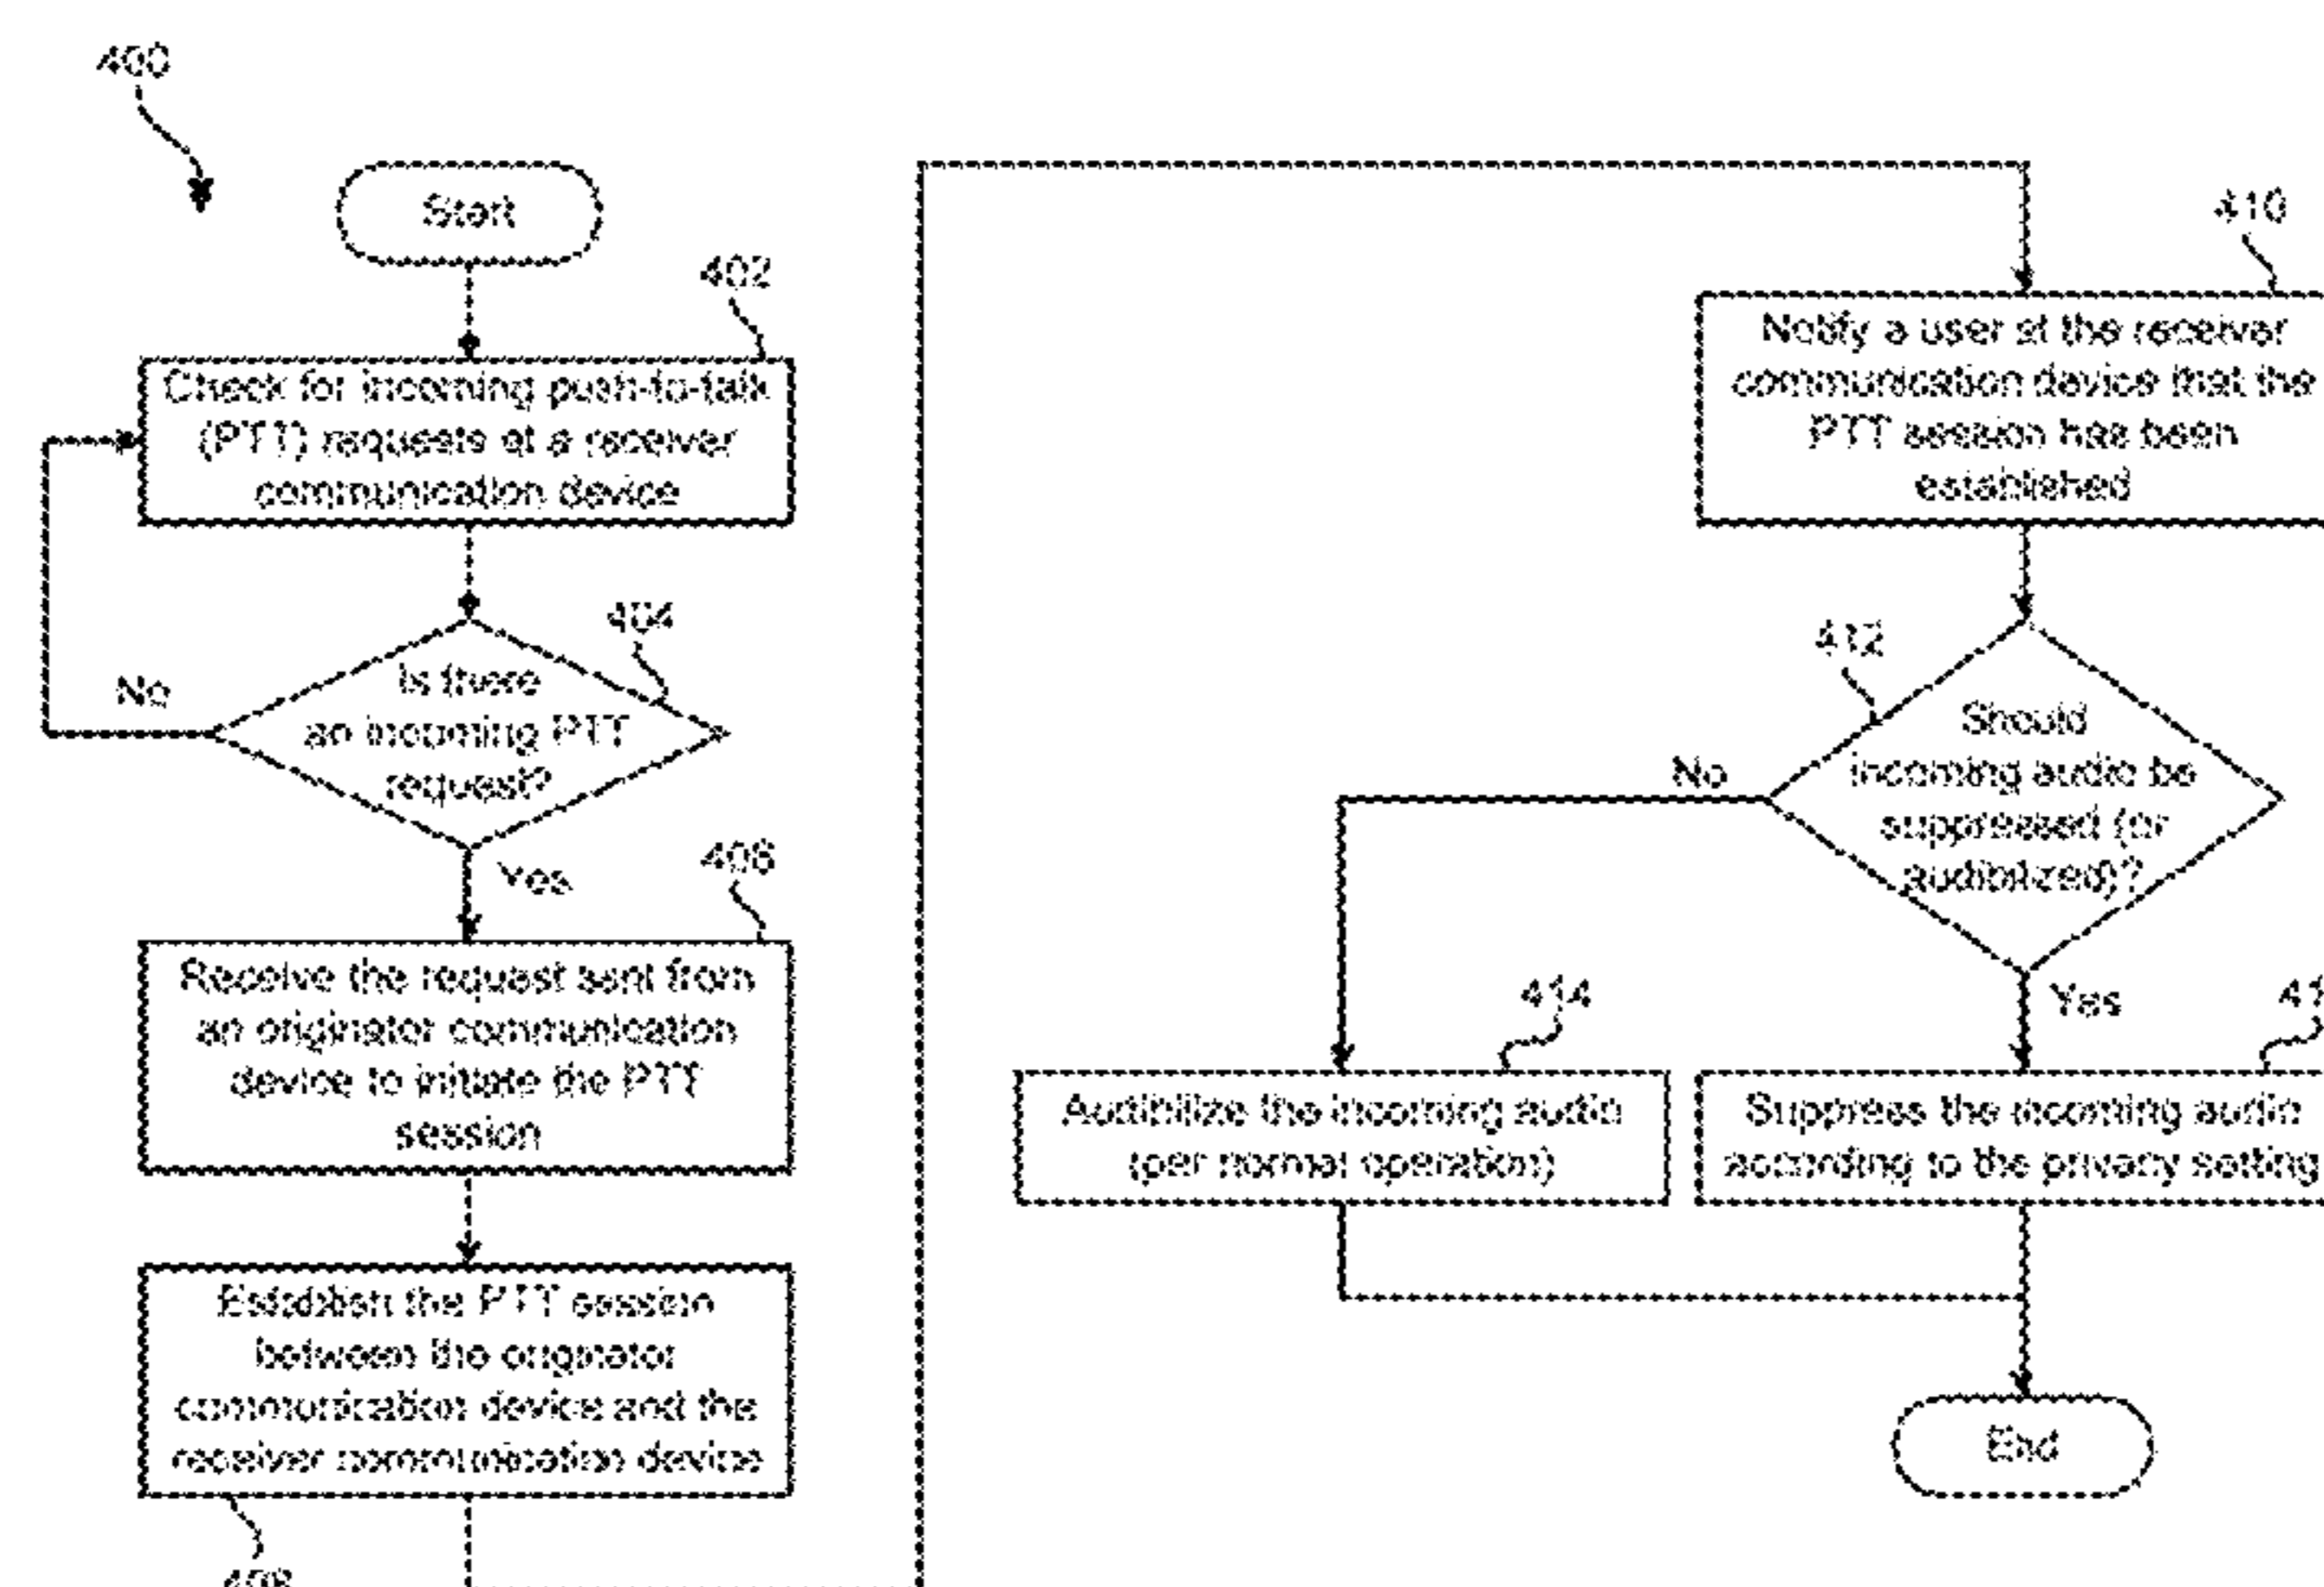 400
Start
402
Check for incoming push-to-talk
(PTT) requests at a receiver
communication device
404
Is there
an incoming PTT
request?
No
Yes
406
Receive the request sent from
an originator communication
device to initiate the PTT
session
Establish the PTT session
between the originator
communication device and the
receiver communication device
408
410
Notify a user at the receiver
communication device that the
PTT session has been
established
412
Should
incoming audio be
suppressed (or
audibilized)?
No
Yes
414
Audibilize the incoming audio
(per normal operation)
41
Suppress the incoming audio
according to the privacy setting
End